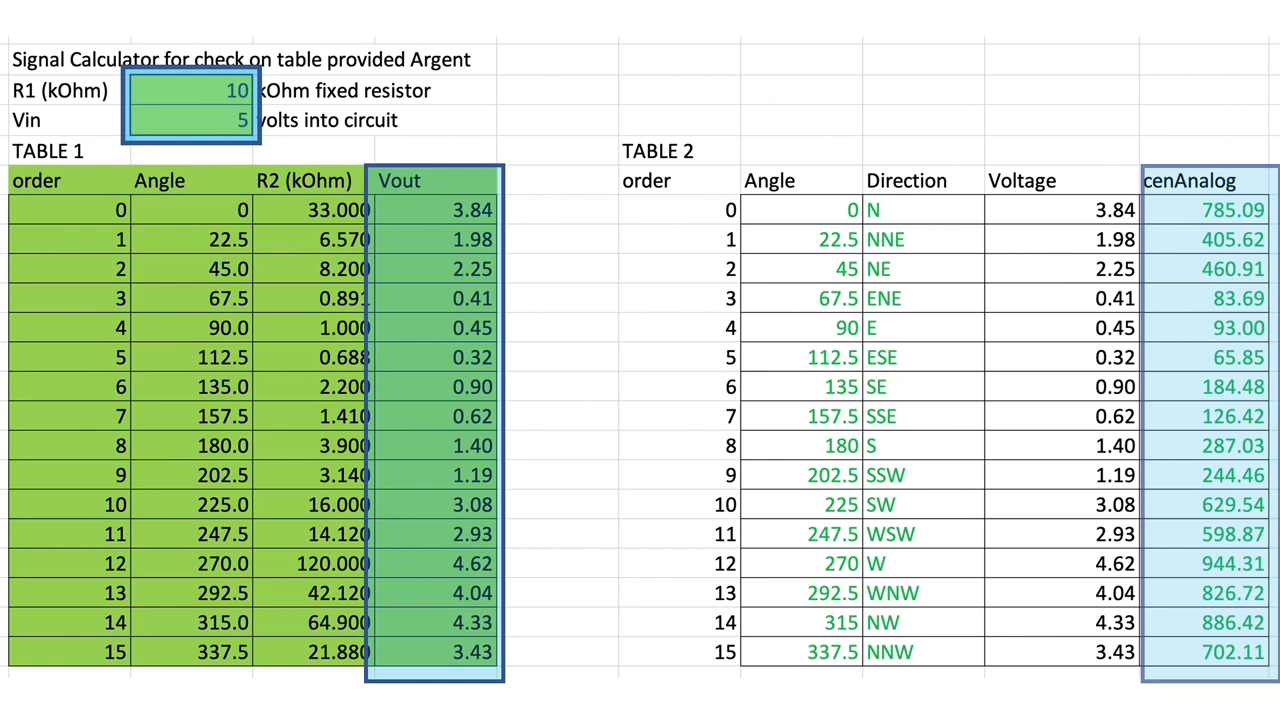 Signal Calculator for check on table provided Argent
R1 (kOhm) 10 kOhm fixed resistor
Vin 5 volts into circuit
TABLE 1 TABLE 2
order Angle R2 (kOhm) Vout order Angle Direction Voltage cenAnalog
0 0 33.000 3.84 0 0 N 3.84 785.09
1 22.5 6.570 1.98 1 22.5 NNE 1.98 405.62
2 45.0 8.200 2.25 2 45 NE 2.25 460.91
3 67.5 0.891 0.41 3 67.5 ENE 0.41 83.69
4 90.0 1.000 0.45 4 90 E 0.45 93.00
5 112.5 0.688 0.32 5 112.5 ESE 0.32 65.85
6 135.0 2.200 0.90 6 135 SE 0.90 184.48
7 157.5 1.410 0.62 7 157.5 SSE 0.62 126.42
8 180.0 3.900 1.40 8 180 S 1.40 287.03
9 202.5 3.140 1.19 9 202.5 SSW 1.19 244.46
10 225.0 16.000 3.08 10 225 SW 3.08 629.54
11 247.5 14.120 2.93 11 247.5 WSW 2.93 598.87
12 270.0 120.000 4.62 12 270 W 4.62 944.31
13 292.5 42.120 4.04 13 292.5 WNW 4.04 826.72
14 315.0 64.900 4.33 14 315 NW 4.33 886.42
15 337.5 21.880 3.43 15 337.5 NNW 3.43 702.11